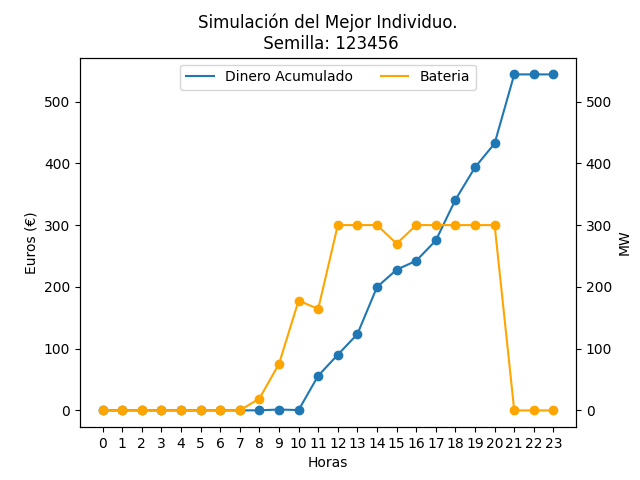 Simulación del Mejor Individuo.
Semilla: 123456
Dinero Acumulado
Bateria
500
400
300
200
100
0
Euros (€)
500
400
300
200
100
0
MW
0 1 2 3 4 5 6 7 8 9 10 11 12 13 14 15 16 17 18 19 20 21 22 23
Horas